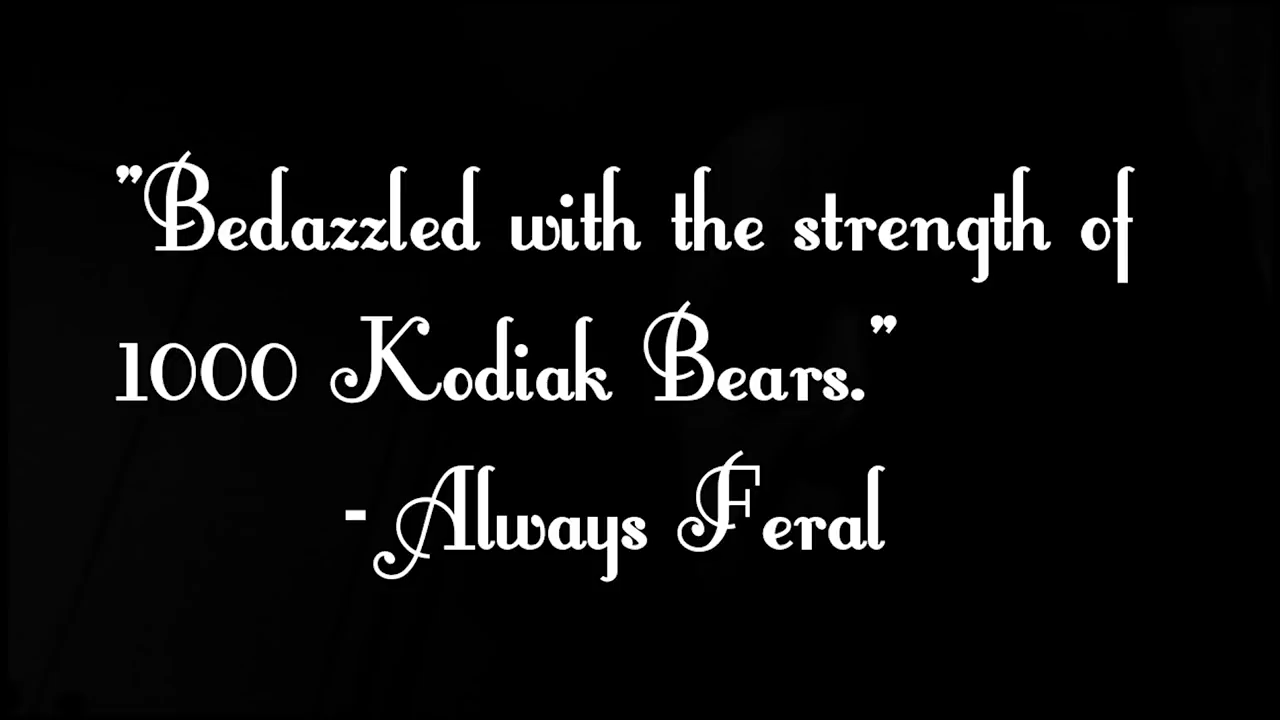 "Bedazzled with the strength of
1000 Kodiak Bears."
-Always Feral